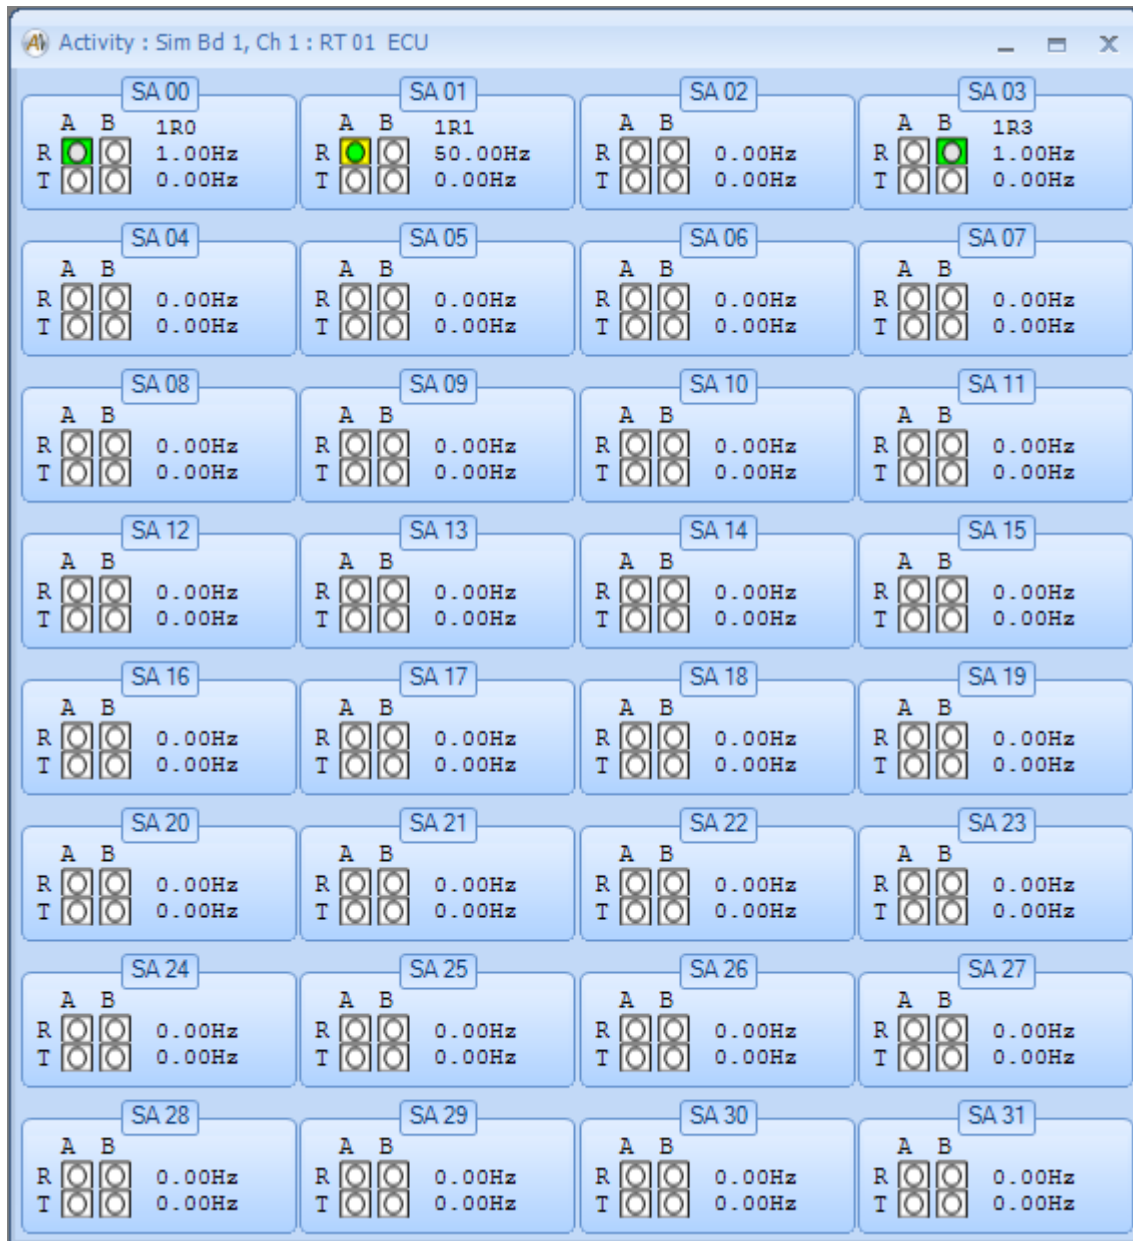 Activity : Sim Bd 1, Ch 1 : RT 01 ECU
SA 00
A B 1R0
R 1.00Hz
T 0.00Hz
SA 01
A B 1R1
R 50.00Hz
T 0.00Hz
SA 02
A B
R 0.00Hz
T 0.00Hz
SA 03
A B 1R3
R 1.00Hz
T 0.00Hz
SA 04
A B
R 0.00Hz
T 0.00Hz
SA 05
A B
R 0.00Hz
T 0.00Hz
SA 06
A B
R 0.00Hz
T 0.00Hz
SA 07
A B
R 0.00Hz
T 0.00Hz
SA 08
A B
R 0.00Hz
T 0.00Hz
SA 09
A B
R 0.00Hz
T 0.00Hz
SA 10
A B
R 0.00Hz
T 0.00Hz
SA 11
A B
R 0.00Hz
T 0.00Hz
SA 12
A B
R 0.00Hz
T 0.00Hz
SA 13
A B
R 0.00Hz
T 0.00Hz
SA 14
A B
R 0.00Hz
T 0.00Hz
SA 15
A B
R 0.00Hz
T 0.00Hz
SA 16
A B
R 0.00Hz
T 0.00Hz
SA 17
A B
R 0.00Hz
T 0.00Hz
SA 18
A B
R 0.00Hz
T 0.00Hz
SA 19
A B
R 0.00Hz
T 0.00Hz
SA 20
A B
R 0.00Hz
T 0.00Hz
SA 21
A B
R 0.00Hz
T 0.00Hz
SA 22
A B
R 0.00Hz
T 0.00Hz
SA 23
A B
R 0.00Hz
T 0.00Hz
SA 24
A B
R 0.00Hz
T 0.00Hz
SA 25
A B
R 0.00Hz
T 0.00Hz
SA 26
A B
R 0.00Hz
T 0.00Hz
SA 27
A B
R 0.00Hz
T 0.00Hz
SA 28
A B
R 0.00Hz
T 0.00Hz
SA 29
A B
R 0.00Hz
T 0.00Hz
SA 30
A B
R 0.00Hz
T 0.00Hz
SA 31
A B
R 0.00Hz
T 0.00Hz